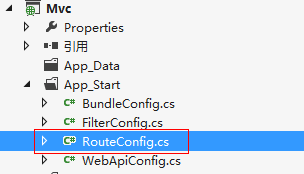 Mvc
Properties
引用
App_Data
App_Start
C# BundleConfig.cs
C# FilterConfig.cs
C# RouteConfig.cs
C# WebApiConfig.cs